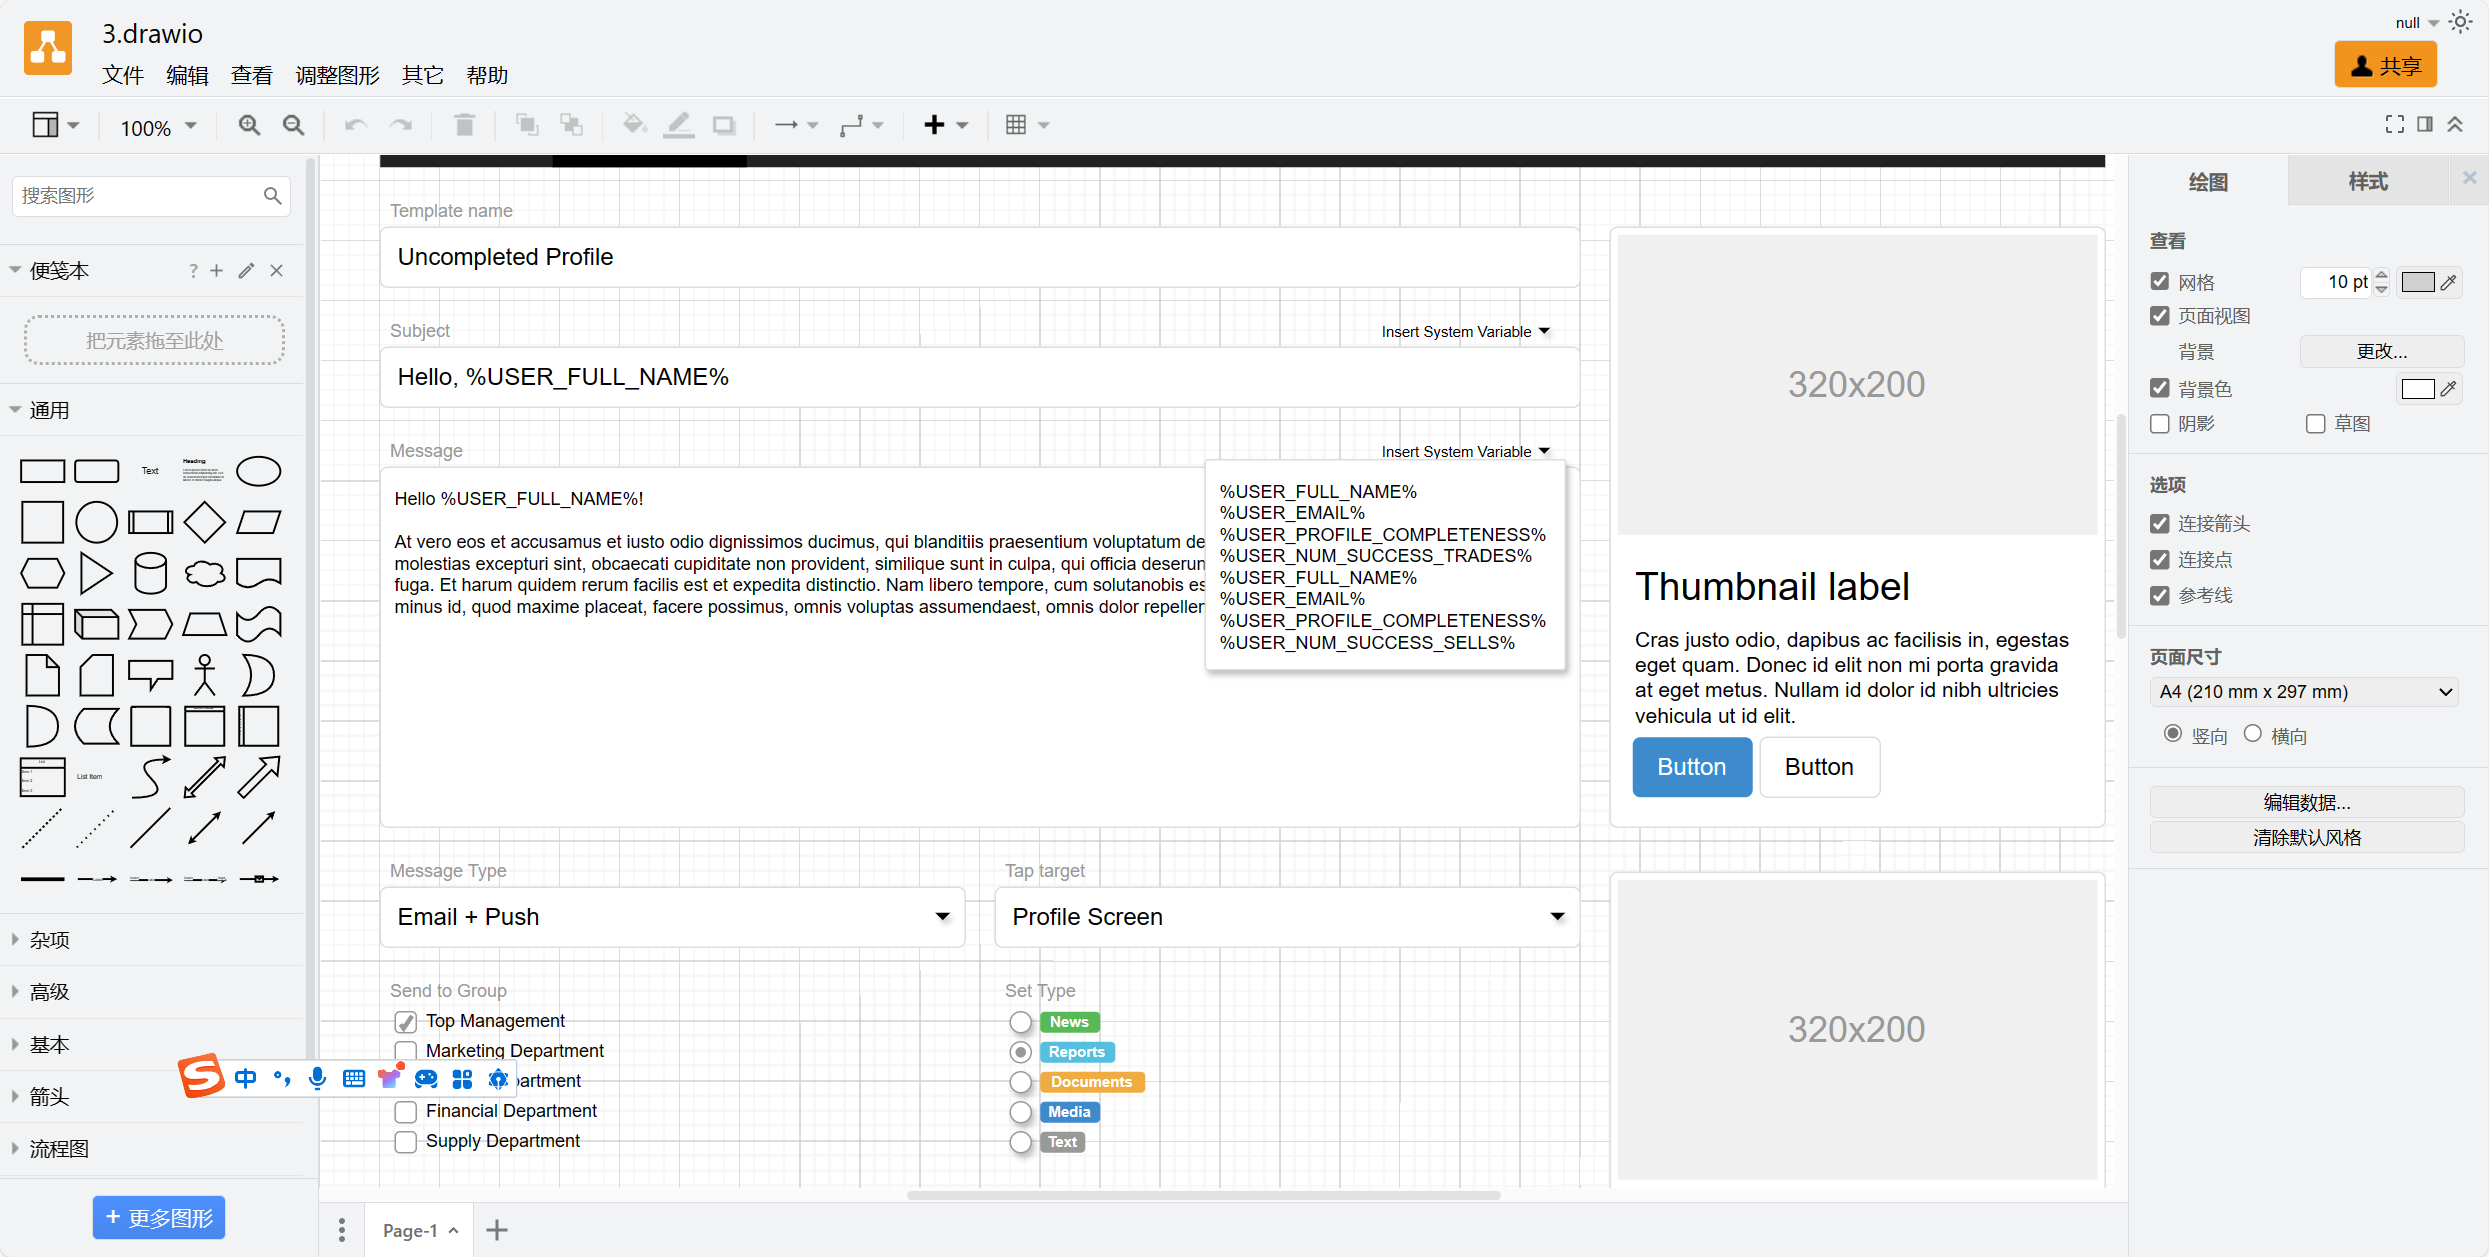 3.drawio
null
文件 编辑 查看 调整图形 其它 帮助
共享
100%
搜索图形
便笺本 ?
把元素拖至此处
通用
Text
Heading
List
Item 1
Item 2
Item 3
List Item
杂项
高级
基本
箭头
流程图
+ 更多图形
中
Template name
Uncompleted Profile
Subject
Insert System Variable
Hello, %USER_FULL_NAME%
Message
Insert System Variable
Hello %USER_FULL_NAME%!
At vero eos et accusamus et iusto odio dignissimos ducimus, qui blanditiis praesentium voluptatum de
molestias excepturi sint, obcaecati cupiditate non provident, similique sunt in culpa, qui officia deserun
fuga. Et harum quidem rerum facilis est et expedita distinctio. Nam libero tempore, cum solutanobis es
minus id, quod maxime placeat, facere possimus, omnis voluptas assumendaest, omnis dolor repeller
%USER_FULL_NAME%
%USER_EMAIL%
%USER_PROFILE_COMPLETENESS%
%USER_NUM_SUCCESS_TRADES%
%USER_FULL_NAME%
%USER_EMAIL%
%USER_PROFILE_COMPLETENESS%
%USER_NUM_SUCCESS_SELLS%
Message Type
Email + Push
Tap target
Profile Screen
Send to Group
Top Management
Marketing Department
partment
Financial Department
Supply Department
Set Type
News
Reports
Documents
Media
Text
320x200
Thumbnail label
Cras justo odio, dapibus ac facilisis in, egestas
eget quam. Donec id elit non mi porta gravida
at eget metus. Nullam id dolor id nibh ultricies
vehicula ut id elit.
Button Button
320x200
Page-1
绘图 样式
查看
网格 10 pt
页面视图
背景 更改...
背景色
阴影 草图
选项
连接箭头
连接点
参考线
页面尺寸
A4 (210 mm x 297 mm)
竖向 横向
编辑数据...
清除默认风格